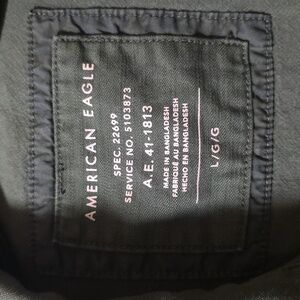 AMERICAN EAGLE
SPEC. 22699
SERVICE NO. 5103873
A.E. 41-1813
MADE IN BANGLADESH
FABRIQUÉ AU BANGLADESH
HECHO EN BANGLADESH
L/G/G